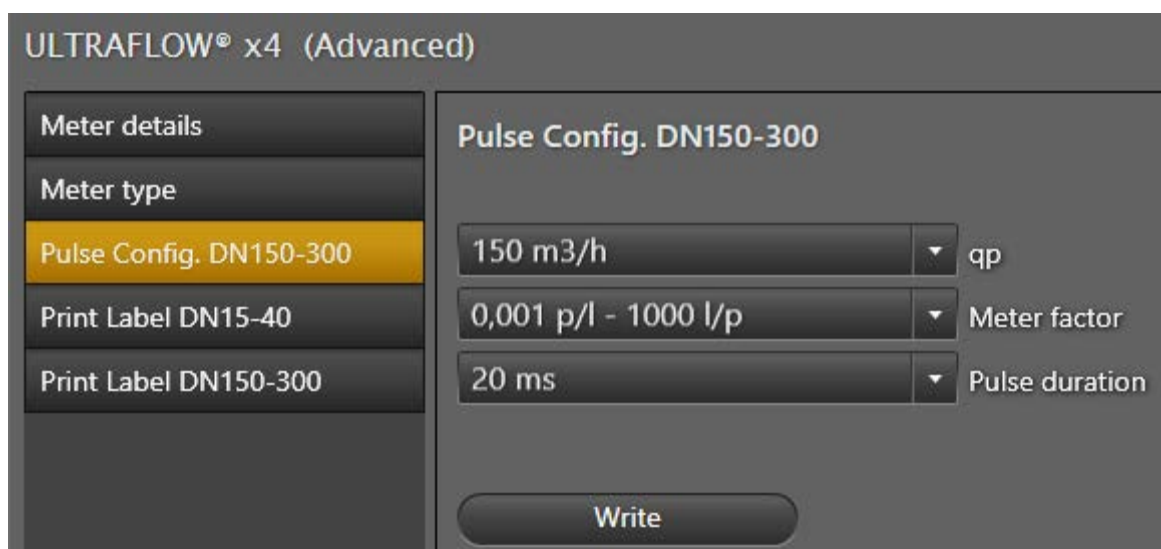 ULTRAFLOW® x4 (Advanced)
Meter details
Meter type
Pulse Config. DN150-300
Print Label DN15-40
Print Label DN150-300
Pulse Config. DN150-300
150 m3/h qp
0,001 p/l - 1000 l/p Meter factor
20 ms Pulse duration
Write